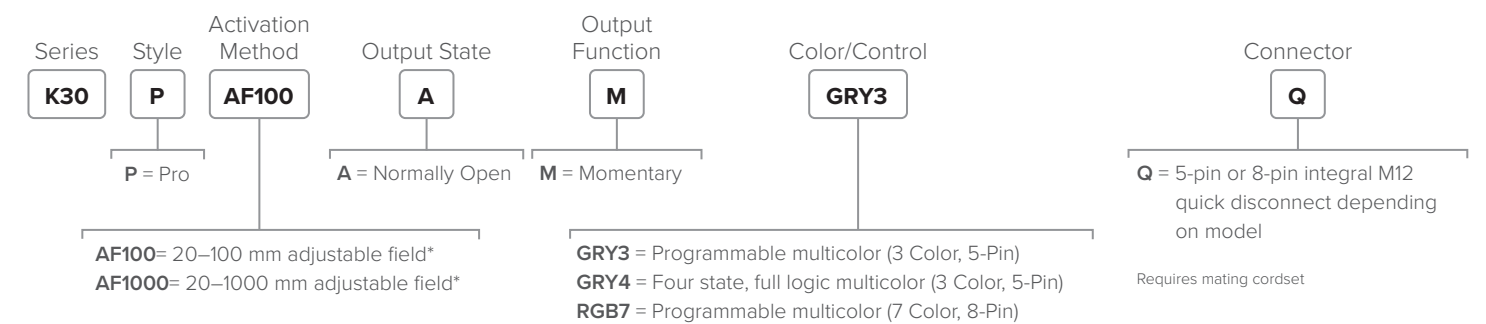 Series
Style
Activation
Method
Output State
Output
Function
Color/Control
Connector
K30
P
AF100
A
M
GRY3
Q
P = Pro
A = Normally Open
M = Momentary
Q = 5-pin or 8-pin integral M12
quick disconnect depending
on model
AF100= 20–100 mm adjustable field*
AF1000= 20–1000 mm adjustable field*
GRY3 = Programmable multicolor (3 Color, 5-Pin)
GRY4 = Four state, full logic multicolor (3 Color, 5-Pin)
RGB7 = Programmable multicolor (7 Color, 8-Pin)
Requires mating cordset